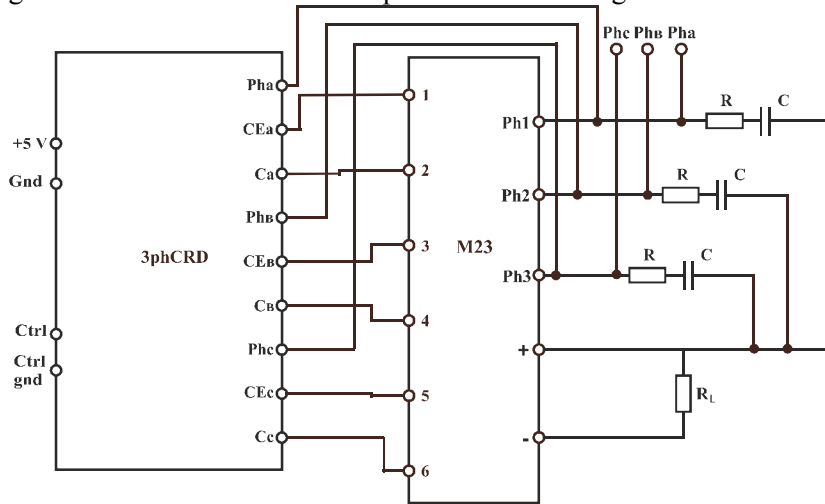 Phc Phв Pha
Pha
CEa
Ca
Phв
CEв
Cв
Phc
CEc
Cc
+5 V
Gnd
Ctrl
Ctrl
gnd
3phCRD
1
2
3
4
5
6
M23
Ph1
Ph2
Ph3
+
-
R C
R C
R C
R_L